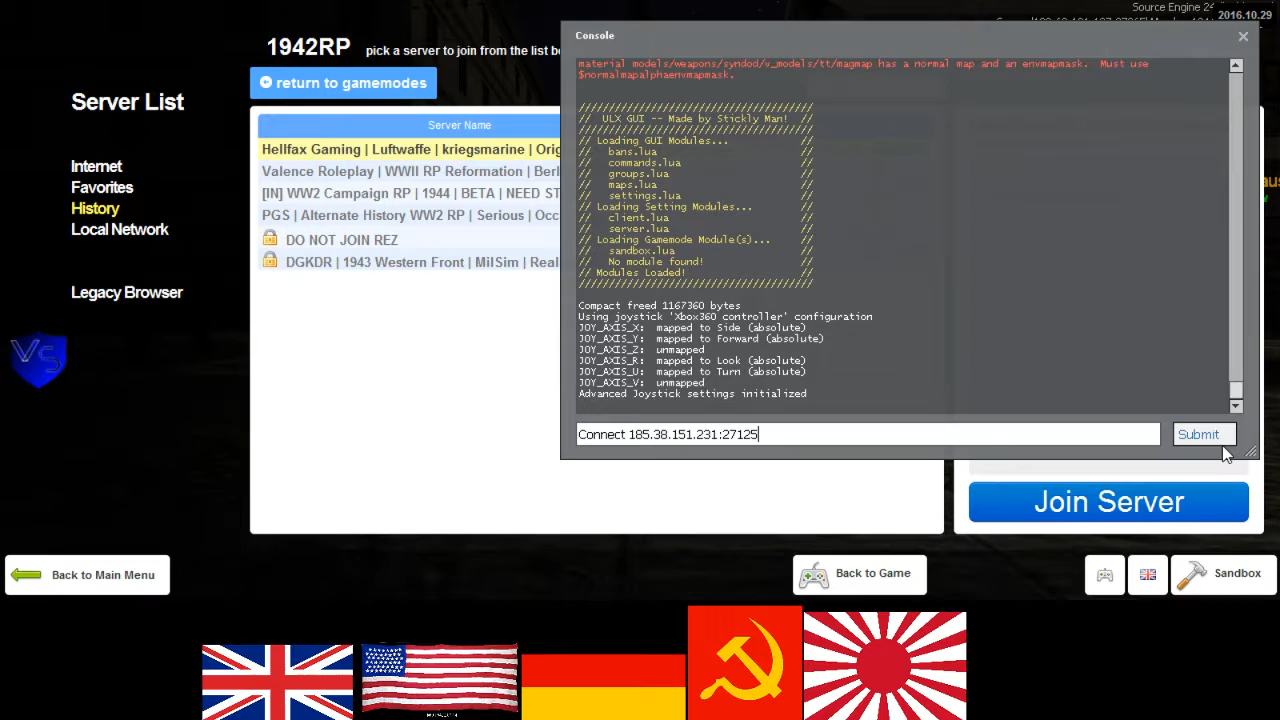 Source Engine 24
2016.10.29
1942RP pick a server to join from the list be
return to gamemodes
Server List
Internet
Favorites
History
Local Network
Legacy Browser
Server Name
Hellfax Gaming | Luftwaffe | kriegsmarine | Orig
Valence Roleplay | WWII RP Reformation | Berl
[IN] WW2 Campaign RP | 1944 | BETA | NEED ST
PGS | Alternate History WW2 RP | Serious | Occ
DO NOT JOIN REZ
DGKDR | 1943 Western Front | MilSim | Real
Console
material models/weapons/syndod/v_models/tt/magmap has a normal map and an envmapmask.  Must use
$normalmapalphaenvmapmask.
///////////////////////////////////////
//  ULX GUI -- Made by Stickly Man!  //
///////////////////////////////////////
// Loading GUI Modules...            //
//   bans.lua                        //
//   commands.lua                    //
//   groups.lua                      //
//   maps.lua                        //
//   settings.lua                    //
// Loading Setting Modules...        //
//   client.lua                      //
//   server.lua                      //
// Loading Gamemode Module(s)...     //
//   sandbox.lua                     //
//   No module found!                //
// Modules Loaded!                   //
///////////////////////////////////////
Compact freed 1167360 bytes
Using joystick 'Xbox360 controller' configuration
JOY_AXIS_X:  mapped to Side (absolute)
JOY_AXIS_Y:  mapped to Forward (absolute)
JOY_AXIS_Z:  unmapped
JOY_AXIS_R:  mapped to Look (absolute)
JOY_AXIS_U:  mapped to Turn (absolute)
JOY_AXIS_V:  unmapped
Advanced Joystick settings initialized
Connect 185.38.151.231:27125
Submit
Join Server
VS
Back to Main Menu
Back to Game
Sandbox